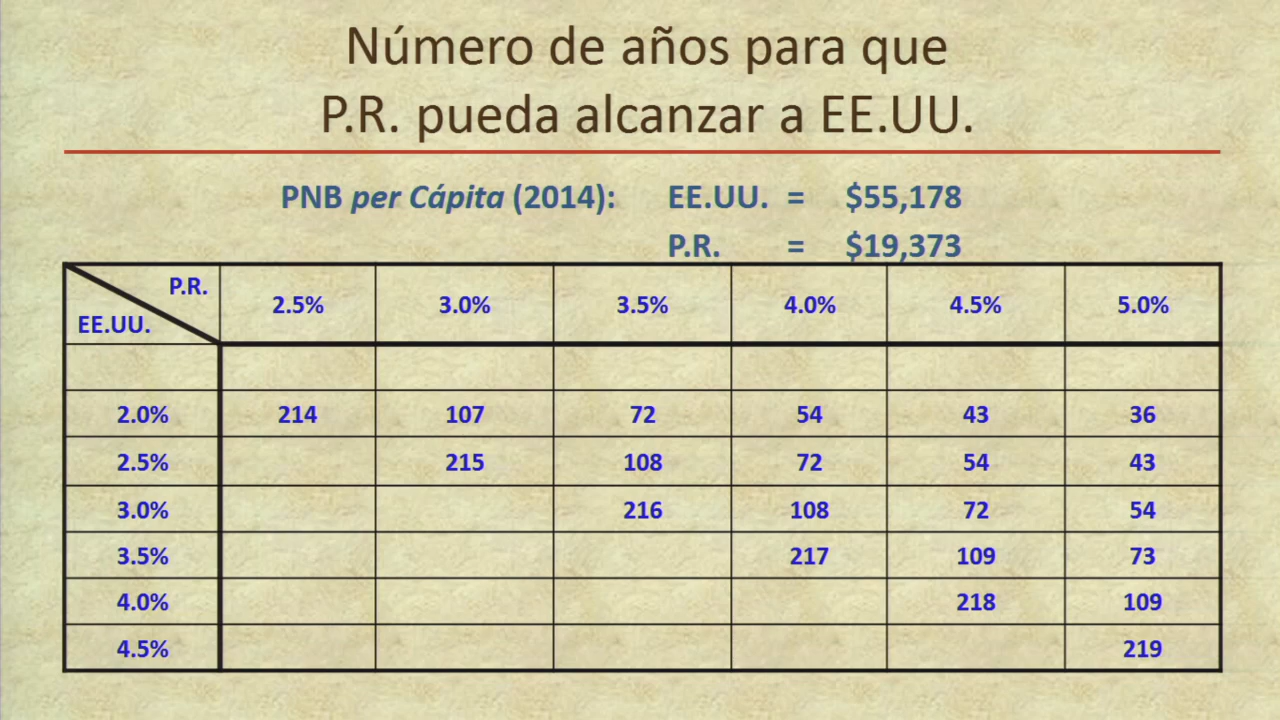 Número de años para que
P.R. pueda alcanzar a EE.UU.
PNB per Cápita (2014): EE.UU. = $55,178
P.R. = $19,373
P.R.
EE.UU.
2.5% 3.0% 3.5% 4.0% 4.5% 5.0%
2.0% 214 107 72 54 43 36
2.5% 215 108 72 54 43
3.0% 216 108 72 54
3.5% 217 109 73
4.0% 218 109
4.5% 219